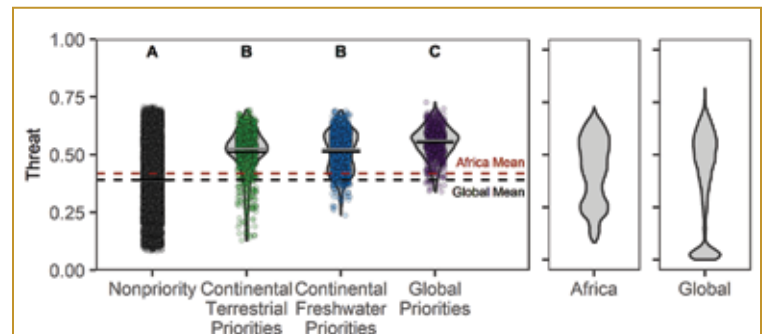 1.00
A
B
B
C
0.75
Threat
0.50
Africa Mean
Global Mean
0.25
0.00
Nonpriority
Continental
Terrestrial
Priorities
Continental
Freshwater
Priorities
Global
Priorities
Africa
Global